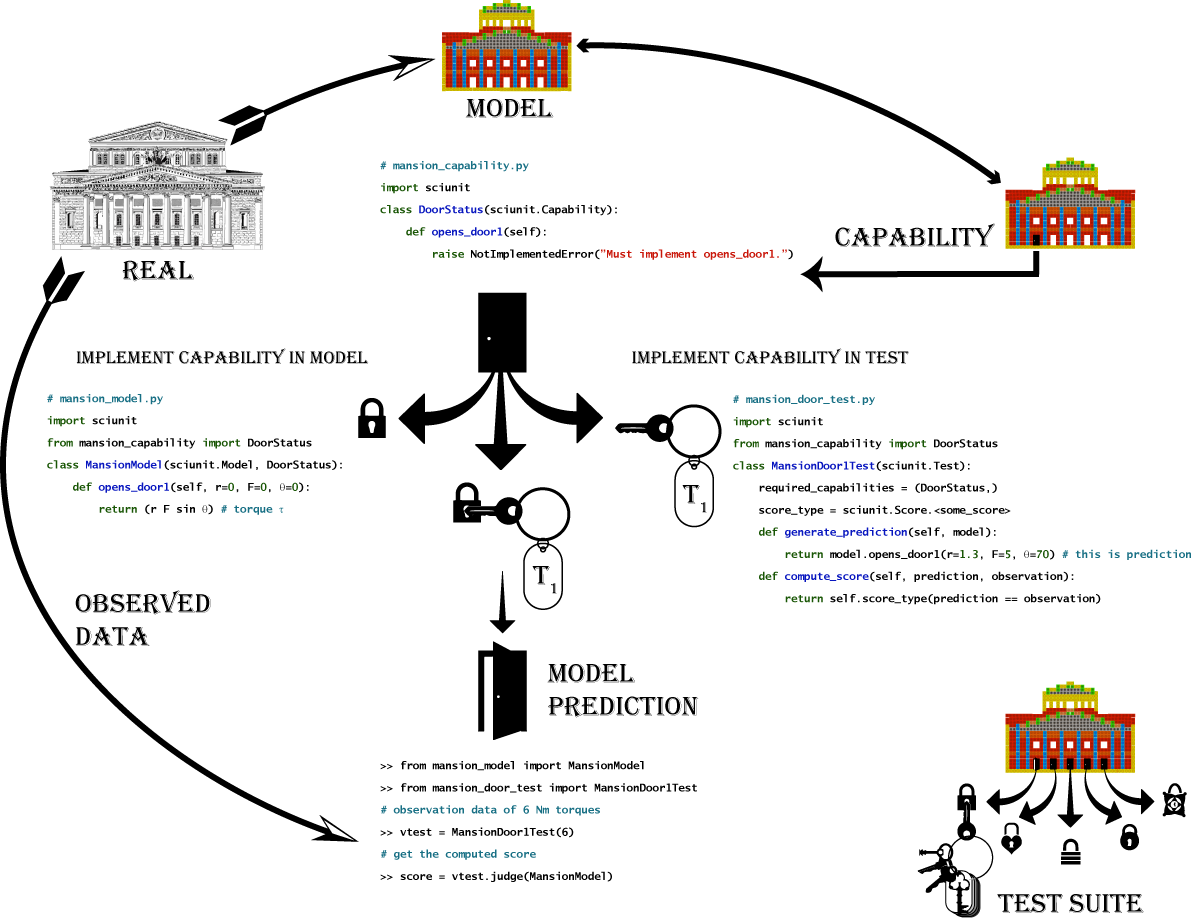 MODEL
REAL
# mansion_capability.py
import sciunit
class DoorStatus(sciunit.Capability):
    def opens_door1(self):
        raise NotImplementedError("Must implement opens_door1.")
CAPABILITY
IMPLEMENT CAPABILITY IN MODEL
# mansion_model.py
import sciunit
from mansion_capability import DoorStatus
class MansionModel(sciunit.Model, DoorStatus):
    def opens_door1(self, r=0, F=0, θ=0):
        return (r F sin θ) # torque τ
IMPLEMENT CAPABILITY IN TEST
# mansion_door_test.py
import sciunit
from mansion_capability import DoorStatus
class MansionDoor1Test(sciunit.Test):
    required_capabilities = (DoorStatus,)
    score_type = sciunit.Score.<some_score>
    def generate_prediction(self, model):
        return model.opens_door1(r=1.3, F=5, θ=70) # this is prediction
    def compute_score(self, prediction, observation):
        return self.score_type(prediction == observation)
T1
T1
OBSERVED
DATA
MODEL
PREDICTION
>> from mansion_model import MansionModel
>> from mansion_door_test import MansionDoor1Test
# observation data of 6 Nm torques
>> vtest = MansionDoor1Test(6)
# get the computed score
>> score = vtest.judge(MansionModel)
TEST SUITE